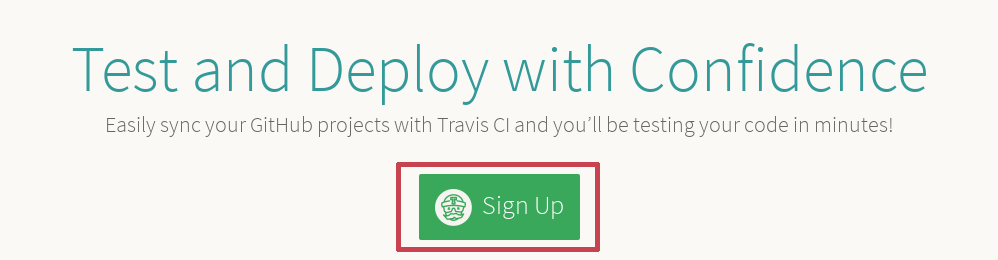 Test and Deploy with Confidence
Easily sync your GitHub projects with Travis CI and you’ll be testing your code in minutes!
Sign Up